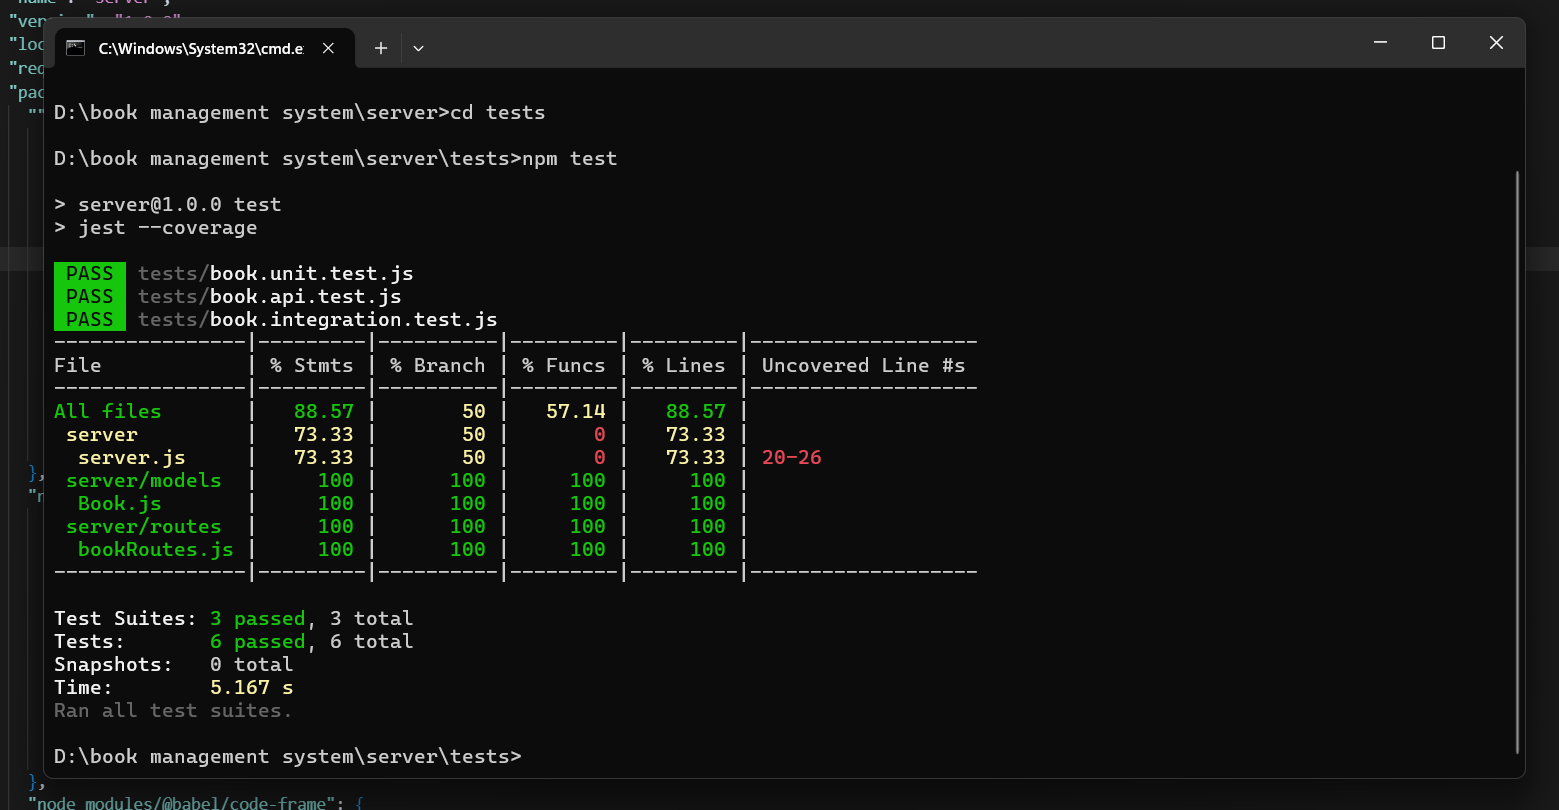 "name": "server",
"version": "1.0.0",
"loc
"req
"pac
""
C:\Windows\System32\cmd.e
D:\book management system\server>cd tests
D:\book management system\server\tests>npm test
> server@1.0.0 test
> jest --coverage
PASS tests/book.unit.test.js
PASS tests/book.api.test.js
PASS tests/book.integration.test.js
----------------|---------|----------|---------|---------|-------------------
File            | % Stmts | % Branch | % Funcs | % Lines | Uncovered Line #s
----------------|---------|----------|---------|---------|-------------------
All files       |   88.57 |       50 |   57.14 |   88.57 |
 server         |   73.33 |       50 |       0 |   73.33 |
  server.js     |   73.33 |       50 |       0 |   73.33 | 20-26
 server/models  |     100 |      100 |     100 |     100 |
  Book.js       |     100 |      100 |     100 |     100 |
 server/routes  |     100 |      100 |     100 |     100 |
  bookRoutes.js |     100 |      100 |     100 |     100 |
----------------|---------|----------|---------|---------|-------------------
Test Suites: 3 passed, 3 total
Tests:       6 passed, 6 total
Snapshots:   0 total
Time:        5.167 s
Ran all test suites.
D:\book management system\server\tests>
},
"n
},
"node_modules/@babel/code-frame": {